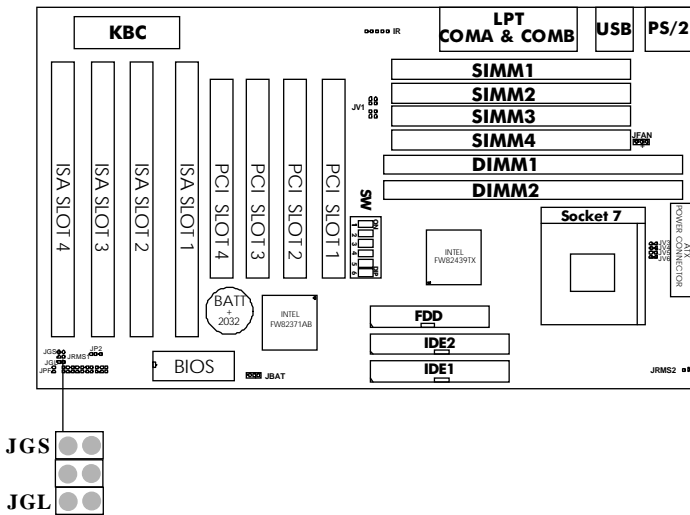 KBC
IR
LPT
COMA & COMB
USB
PS/2
SIMM1
SIMM2
SIMM3
SIMM4
DIMM1
DIMM2
JV1
JFAN
+
ISA SLOT 4
ISA SLOT 3
ISA SLOT 2
ISA SLOT 1
PCI SLOT 4
PCI SLOT 3
PCI SLOT 2
PCI SLOT 1
SW
ON
1
2
3
4
5
6
DIP
Socket 7
ATX
POWER CONNECTOR
JV6
INTEL
FW82439TX
BATT
+
2032
INTEL
FW82371AB
FDD
IDE2
IDE1
BIOS
JBAT
JGS
JP2
JRMS1
JGL
JRMS2
JGS
JGL